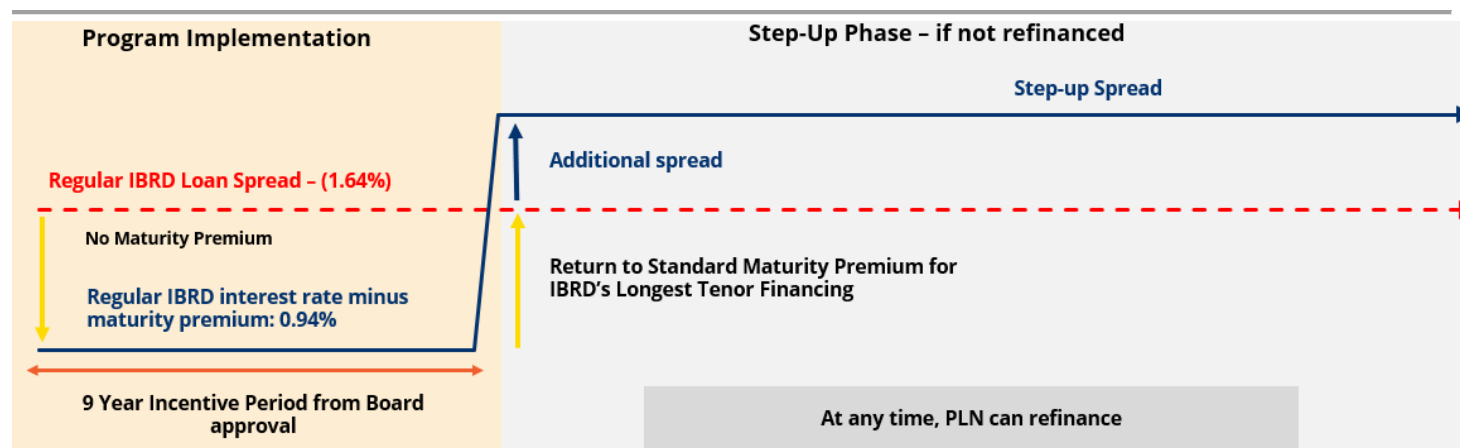 Program Implementation
Step-Up Phase – if not refinanced
Step-up Spread
Additional spread
Regular IBRD Loan Spread – (1.64%)
No Maturity Premium
Regular IBRD interest rate minus
maturity premium: 0.94%
Return to Standard Maturity Premium for
IBRD's Longest Tenor Financing
9 Year Incentive Period from Board
approval
At any time, PLN can refinance